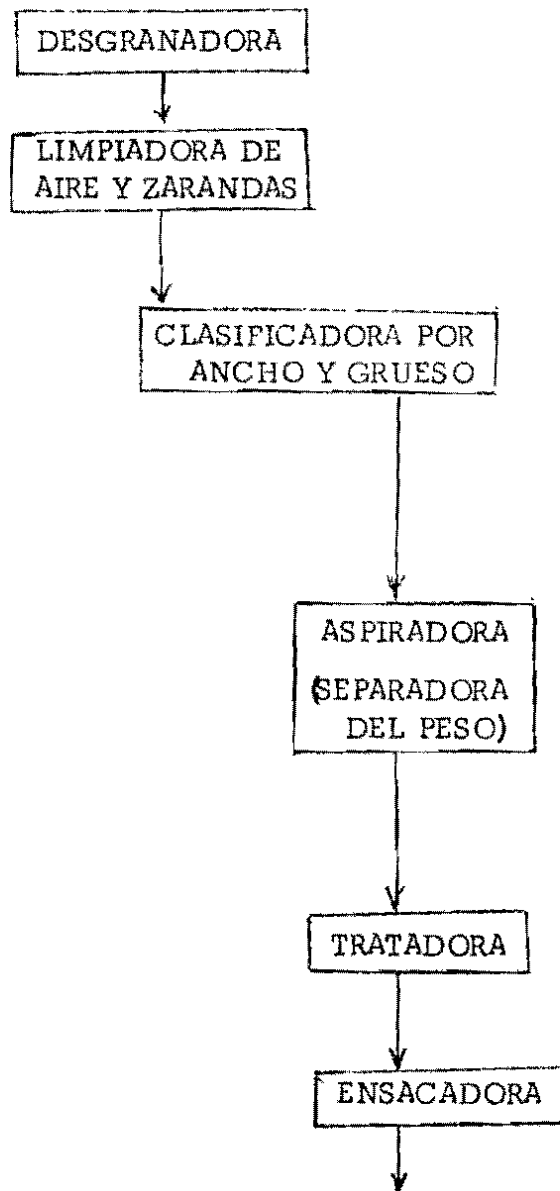 DESGRANADORA
LIMPIADORA DE
AIRE Y ZARANDAS
CLASIFICADORA POR
ANCHO Y GRUESO
ASPIRADORA
(SEPARADORA
DEL PESO)
TRATADORA
ENSACADORA